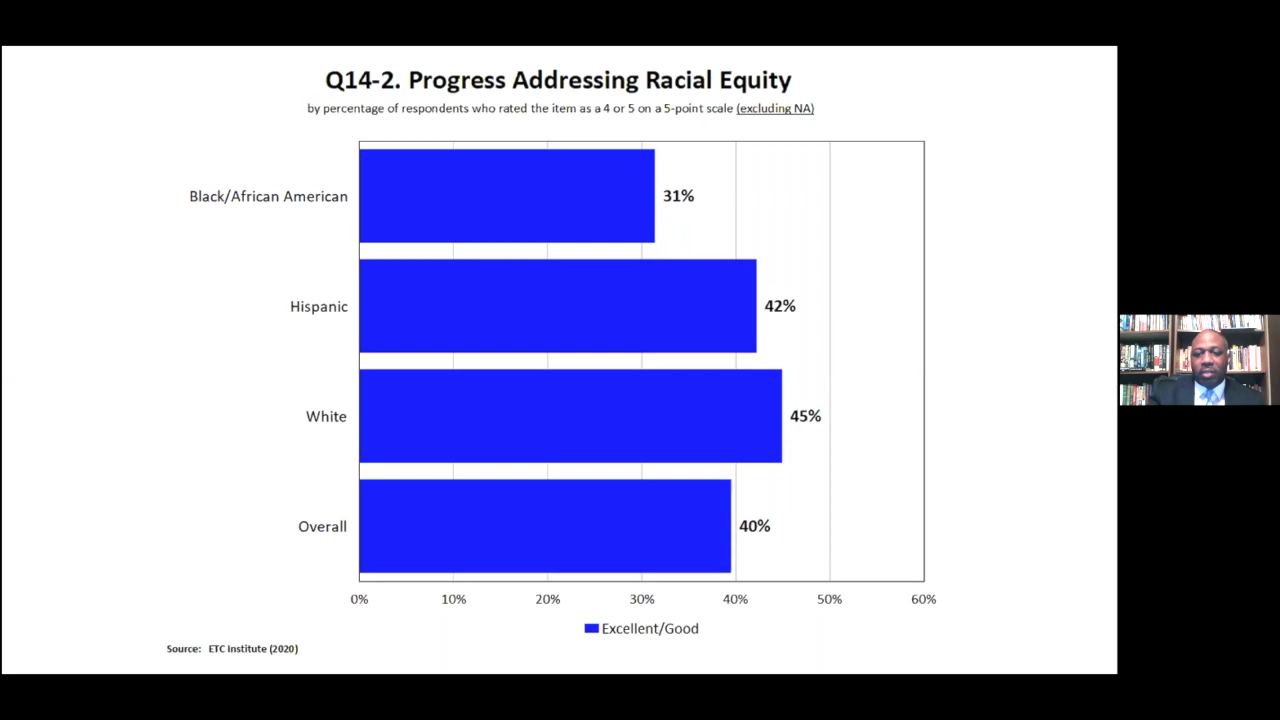 Q14-2. Progress Addressing Racial Equity
by percentage of respondents who rated the item as a 4 or 5 on a 5-point scale (excluding NA)
Black/African American
31%
Hispanic
42%
White
45%
Overall
40%
0% 10% 20% 30% 40% 50% 60%
Excellent/Good
Source: ETC Institute (2020)